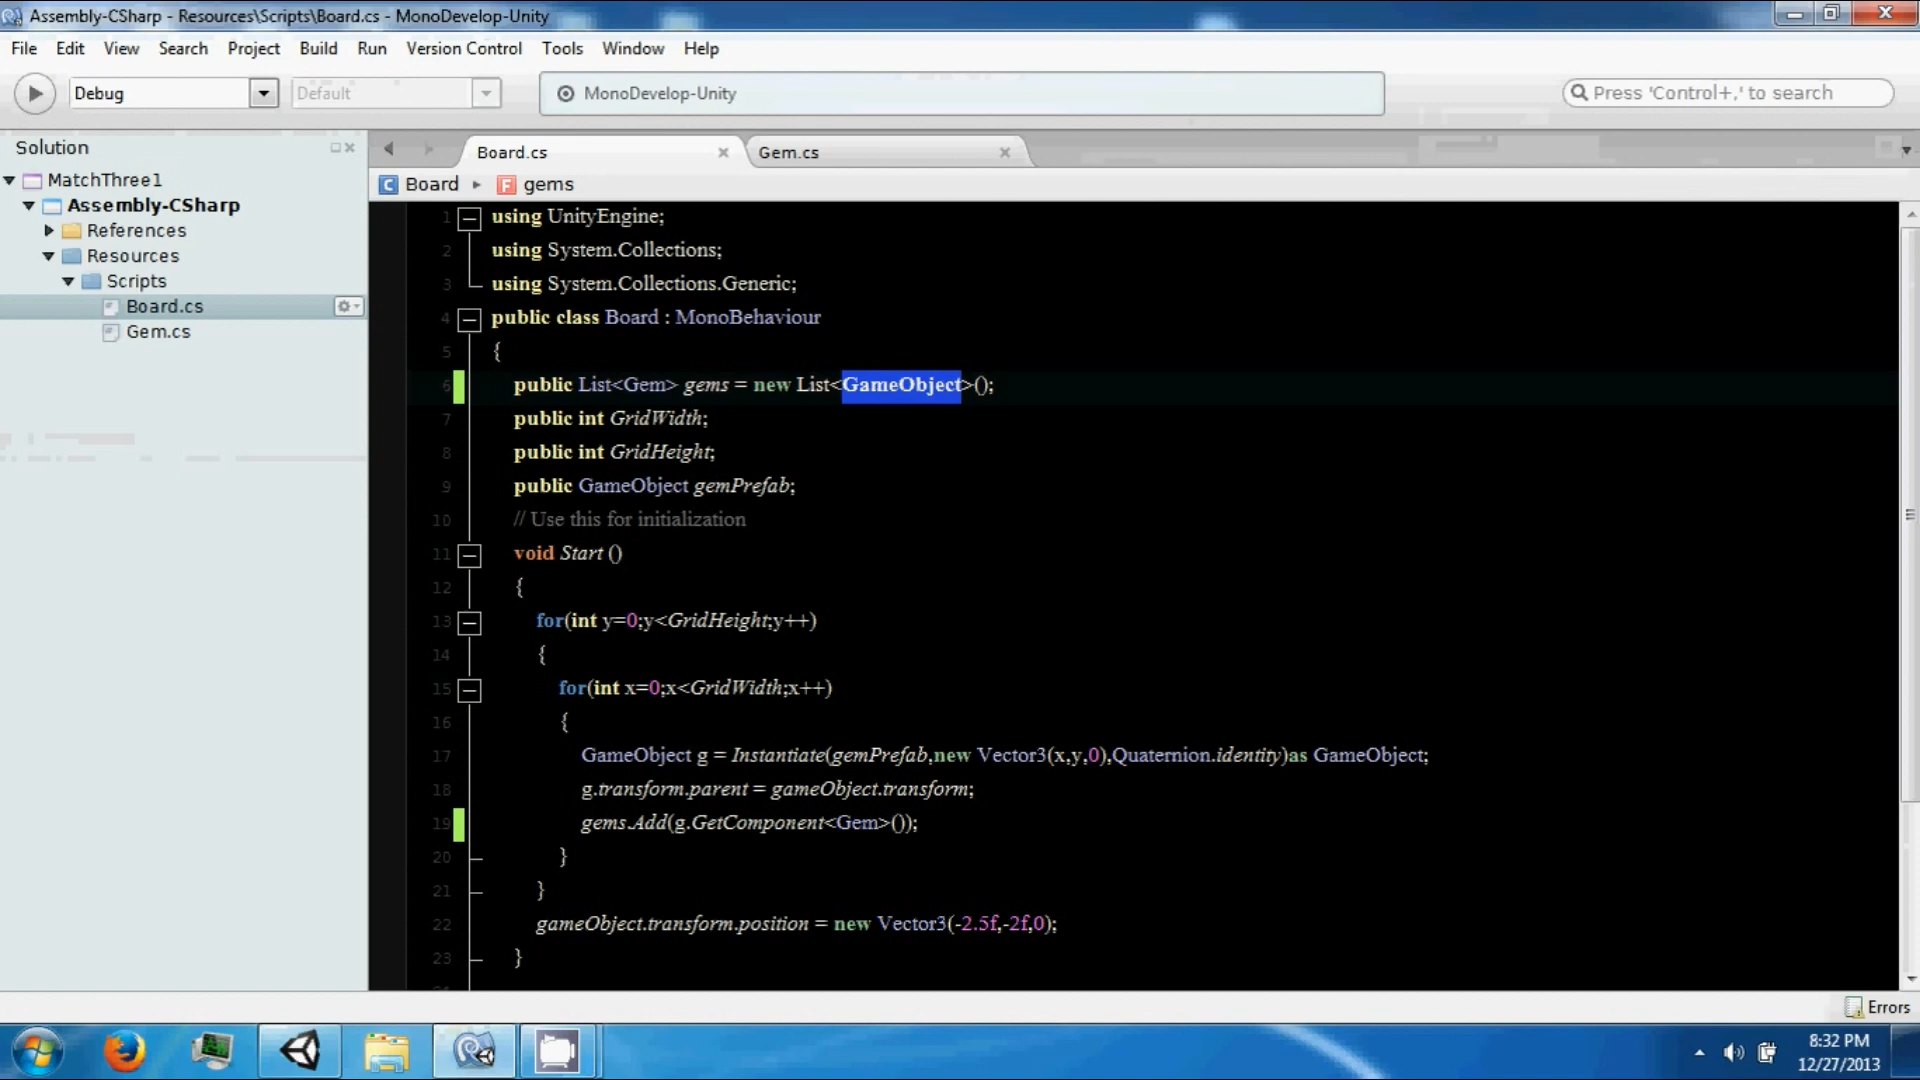 Assembly-CSharp - Resources\Scripts\Board.cs - MonoDevelop-Unity
File Edit View Search Project Build Run Version Control Tools Window Help
Debug Default MonoDevelop-Unity Press 'Control+,' to search
Solution
MatchThree1
Assembly-CSharp
References
Resources
Scripts
Board.cs
Gem.cs
Board.cs Gem.cs
Board gems
1 using UnityEngine;
2 using System.Collections;
3 using System.Collections.Generic;
4 public class Board : MonoBehaviour
5 {
6 public List<Gem> gems = new List<GameObject>();
7 public int GridWidth;
8 public int GridHeight;
9 public GameObject gemPrefab;
10 // Use this for initialization
11 void Start ()
12 {
13 for(int y=0;y<GridHeight;y++)
14 {
15 for(int x=0;x<GridWidth;x++)
16 {
17 GameObject g = Instantiate(gemPrefab,new Vector3(x,y,0),Quaternion.identity)as GameObject;
18 g.transform.parent = gameObject.transform;
19 gems.Add(g.GetComponent<Gem>());
20 }
21 }
22 gameObject.transform.position = new Vector3(-2.5f,-2f,0);
23 }
Errors
8:32 PM
12/27/2013